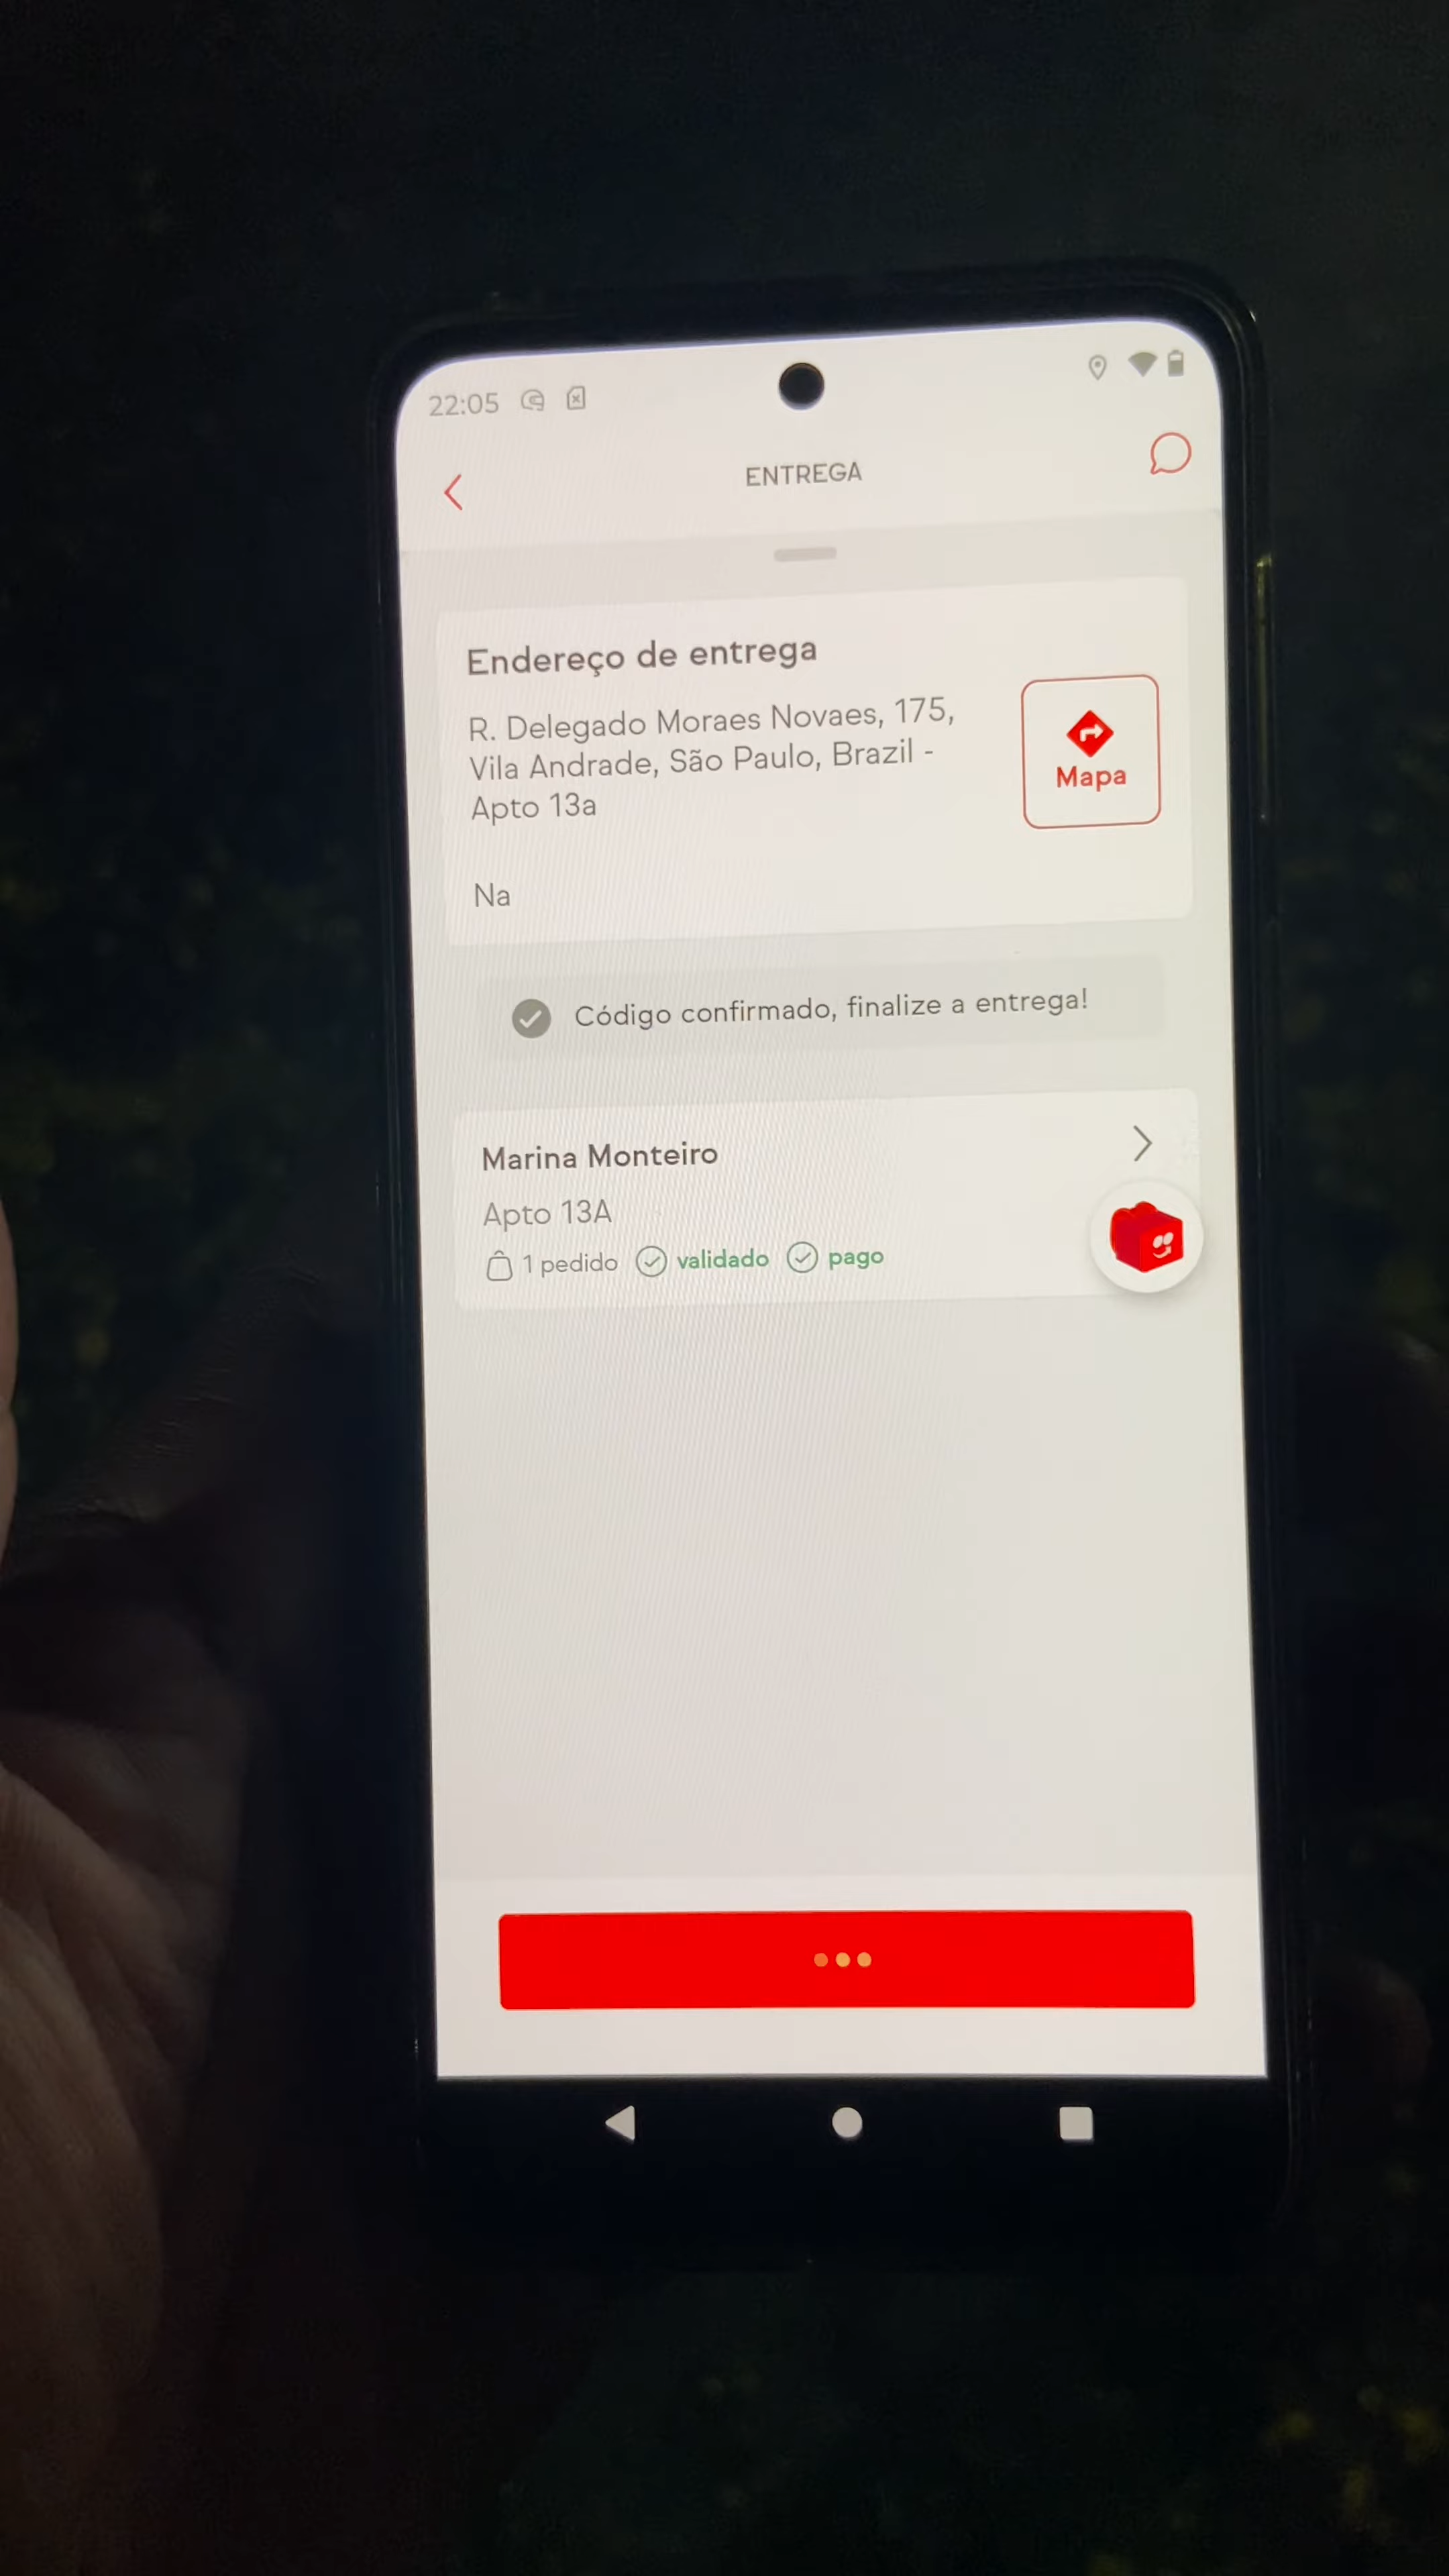 22:05
ENTREGA
Endereço de entrega
R. Delegado Moraes Novaes, 175,
Vila Andrade, São Paulo, Brazil -
Apto 13a
Mapa
Na
Código confirmado, finalize a entrega!
Marina Monteiro
Apto 13A
1 pedido validado pago